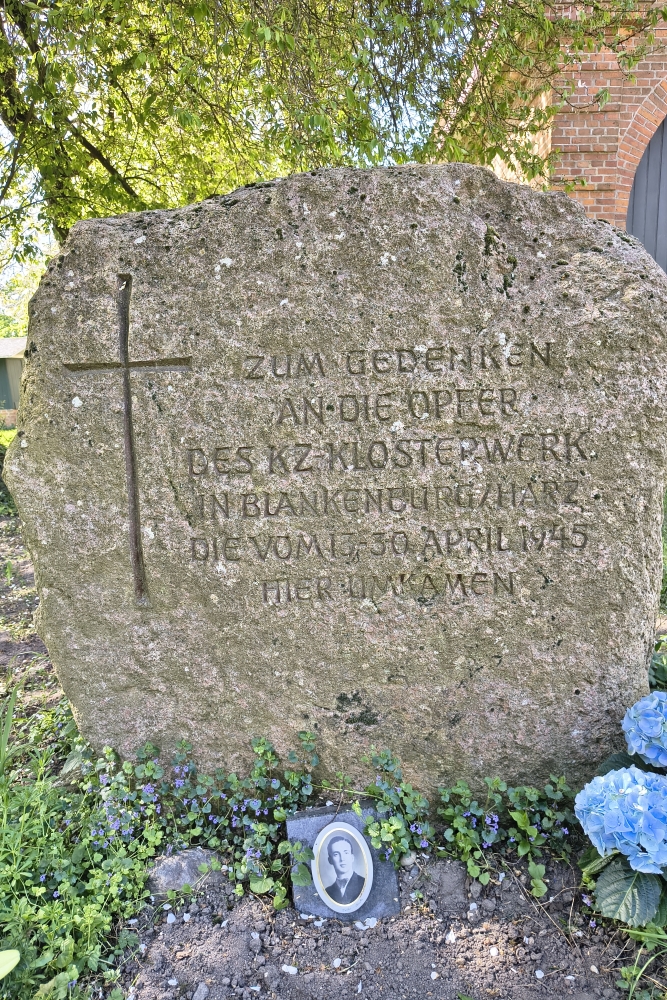 ZUM GEDENKEN
AN DIE OPFER
DES KZ-KLOSTERWERK
IN BLANKENBURG/HARZ
DIE VOM 13.-30. APRIL 1945
HIER UMKAMEN